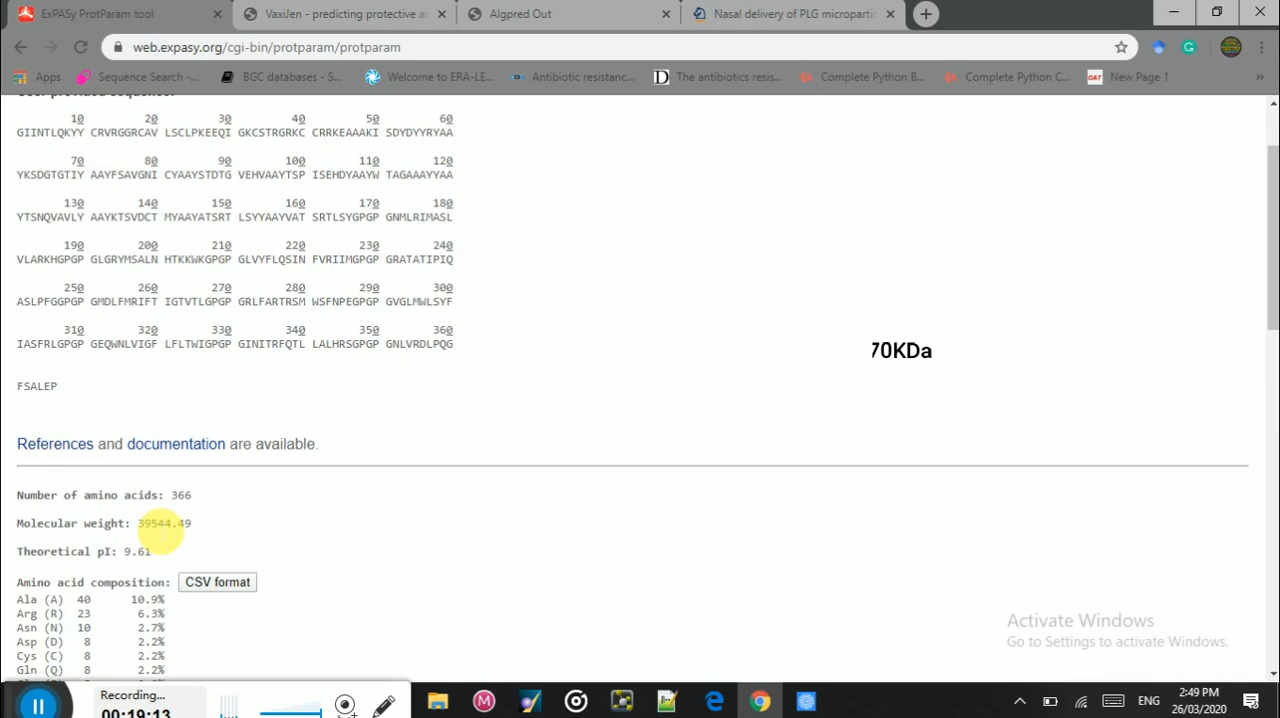 ExPASy ProtParam tool
VaxiJen - predicting protective a
Algpred Out
Nasal delivery of PLG micropartic
web.expasy.org/cgi-bin/protparam/protparam
Apps
Sequence Search -...
BGC databases - S...
Welcome to ERA-LE...
Antibiotic resistanc...
The antibiotics resis...
Complete Python B...
Complete Python C...
New Page 1
User-provided sequence:
10 20 30 40 50 60
GIINTLQKYY CRVRGGRCAV LSCLPKEEQI GKCSTRGRKC CRRKEAAAKI SDYDYYRYAA
70 80 90 100 110 120
YKSDGTGTIY AAYFSAVGNI CYAAYSTDTG VEHVAAYTSP ISEHDYAAYW TAGAAAYYAA
130 140 150 160 170 180
YTSNQVAVLY AAYKTSVDCT MYAAYATSRT LSYYAAYVAT SRTLSYGPGP GNMLRIMASL
190 200 210 220 230 240
VLARKHGPGP GLGRYMSALN HTKKWKGPGP GLVYFLQSIN FVRIIMGPGP GRATATIPIQ
250 260 270 280 290 300
ASLPFGGPGP GMDLFMRIFT IGTVTLGPGP GRLFARTRSM WSFNPEGPGP GVGLMWLSYF
310 320 330 340 350 360
IASFRLGPGP GEQWNLVIGF LFLTWIGPGP GINITRFQTL LALHRSGPGP GNLVRDLPQG
70KDa
FSALEP
References and documentation are available.
Number of amino acids: 366
Molecular weight: 39544.49
Theoretical pI: 9.61
Amino acid composition: CSV format
Ala (A) 40 10.9%
Arg (R) 23 6.3%
Asn (N) 10 2.7%
Asp (D) 8 2.2%
Cys (C) 8 2.2%
Gln (Q) 8 2.2%
Activate Windows
Go to Settings to activate Windows.
Recording...
00:19:13
ENG
2:49 PM
26/03/2020